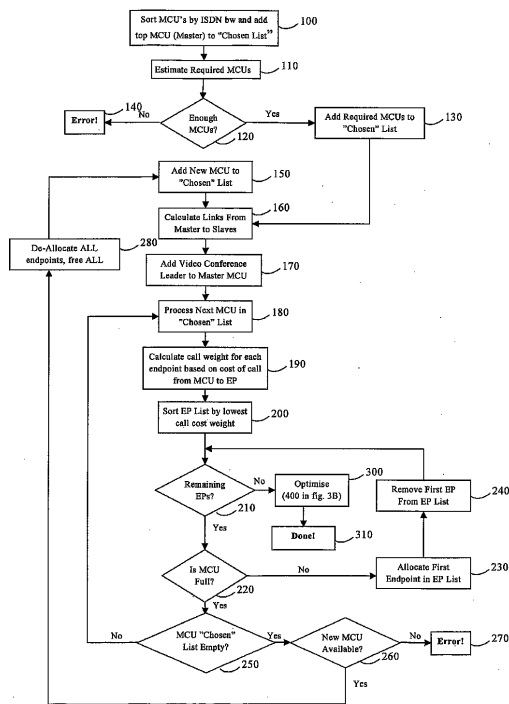 Sort MCU's by ISDN bw and add
top MCU (Master) to "Chosen List"
100
Estimate Required MCUs
110
140
Error!
No
Enough
MCUs?
120
Yes
Add Required MCUs to
"Chosen" List
130
Add New MCU to
"Chosen" List
150
Calculate Links From
Master to Slaves
160
De-Allocate ALL
endpoints, free ALL
280
Add Video Conference
Leader to Master MCU
170
Process Next MCU in
"Chosen" List
180
Calculate call weight for each
endpoint based on cost of call
from MCU to EP
190
Sort EP List by lowest
call cost weight
200
Remaining
EPs?
210
No
Optimise
(400 in fig. 3B)
300
Remove First EP
From EP List
240
Yes
Done!
310
Is MCU
Full?
220
No
Allocate First
Endpoint in EP List
230
Yes
No
MCU "Chosen"
List Empty?
250
Yes
New MCU
Available?
260
No
Error!
270
Yes